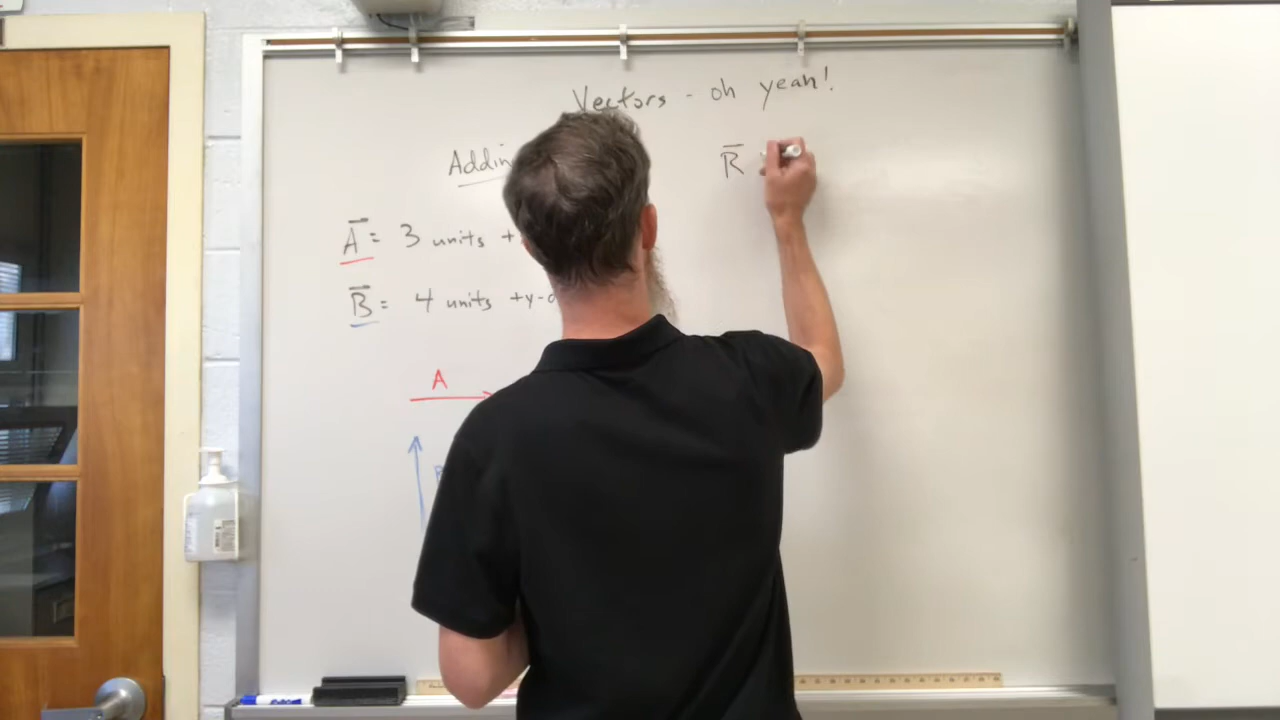 Vectors - oh yeah!
R̅
A̅ = 3 units +
B̅ = 4 units +y-
A